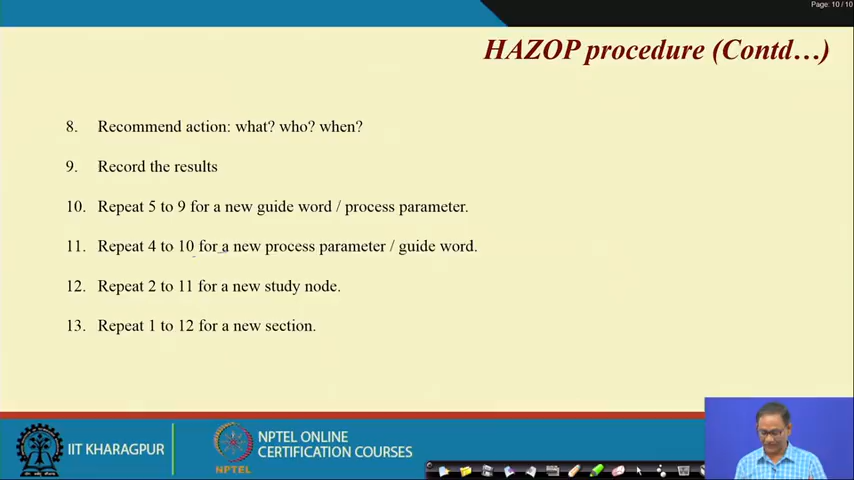 Page: 10 / 10
HAZOP procedure (Contd…)
8. Recommend action: what? who? when?
9. Record the results
10. Repeat 5 to 9 for a new guide word / process parameter.
11. Repeat 4 to 10 for a new process parameter / guide word.
12. Repeat 2 to 11 for a new study node.
13. Repeat 1 to 12 for a new section.
IIT KHARAGPUR
NPTEL
NPTEL ONLINE
CERTIFICATION COURSES